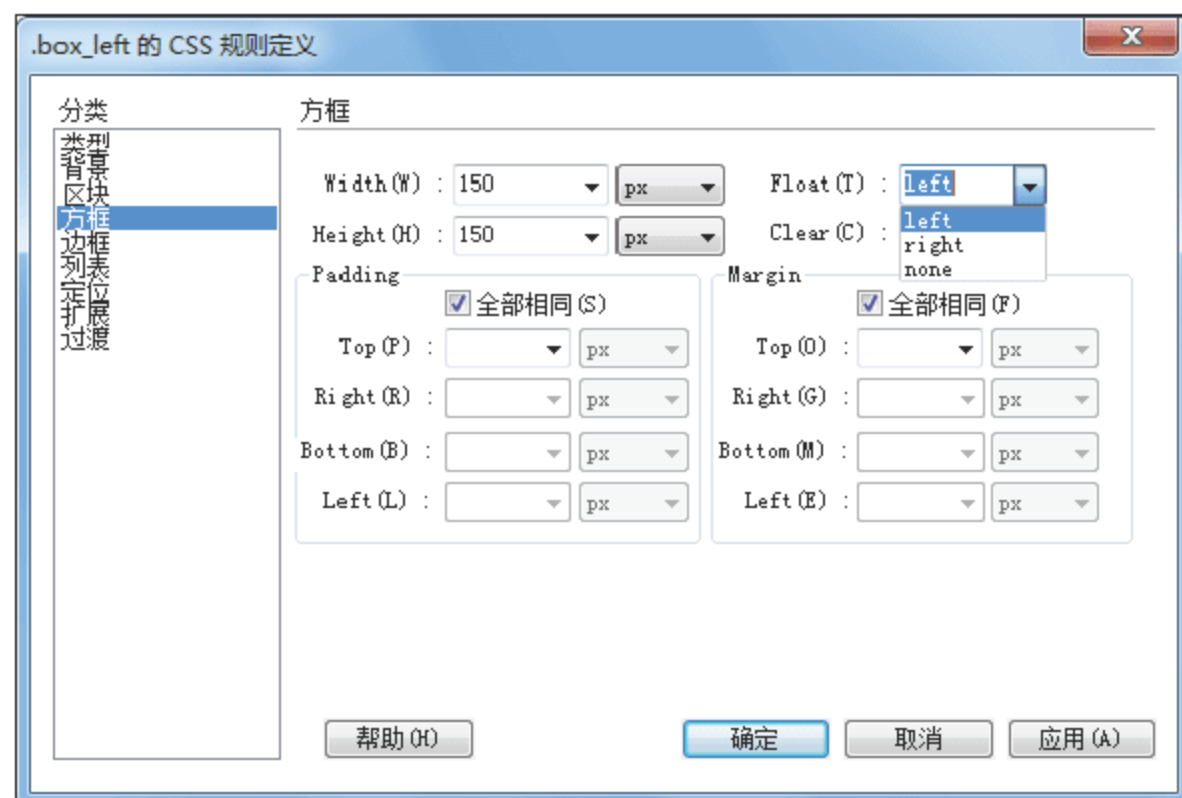 .box_left 的 CSS 规则定义
分类
类型
背景
区块
方框
边框
列表
定位
扩展
过渡
方框
Width(W) : 150 px Float(T) : left
left
right
none
Height(H) : 150 px Clear(C) :
Padding
全部相同(S)
Top(P) : px
Right(R) : px
Bottom(B) : px
Left(L) : px
Margin
全部相同(F)
Top(O) : px
Right(G) : px
Bottom(M) : px
Left(E) : px
帮助(H) 确定 取消 应用(A)